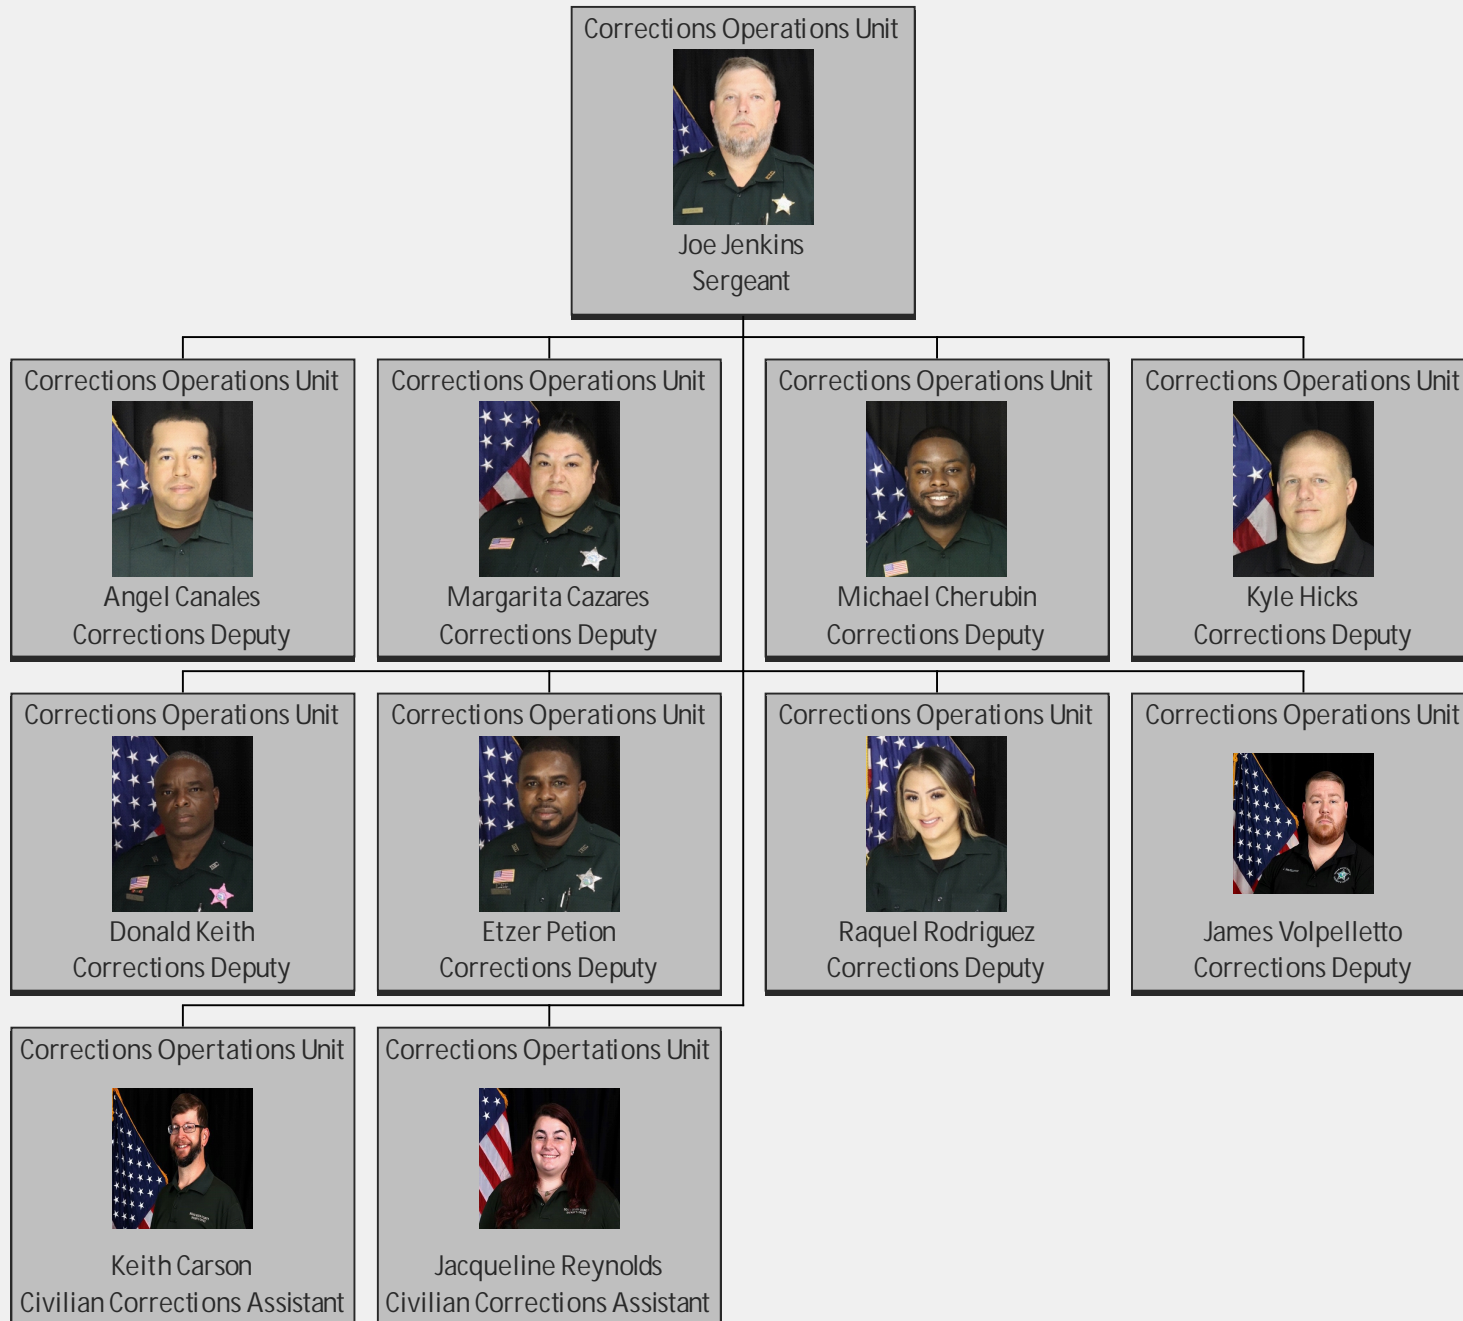 Corrections Operations Unit
Joe Jenkins
Sergeant
Corrections Operations Unit
Angel Canales
Corrections Deputy
Corrections Operations Unit
Margarita Cazares
Corrections Deputy
Corrections Operations Unit
Michael Cherubin
Corrections Deputy
Corrections Operations Unit
Kyle Hicks
Corrections Deputy
Corrections Operations Unit
Donald Keith
Corrections Deputy
Corrections Operations Unit
Etzer Petion
Corrections Deputy
Corrections Operations Unit
Raquel Rodriguez
Corrections Deputy
Corrections Operations Unit
James Volpelletto
Corrections Deputy
Corrections Opertations Unit
Keith Carson
Civilian Corrections Assistant
Corrections Opertations Unit
Jacqueline Reynolds
Civilian Corrections Assistant